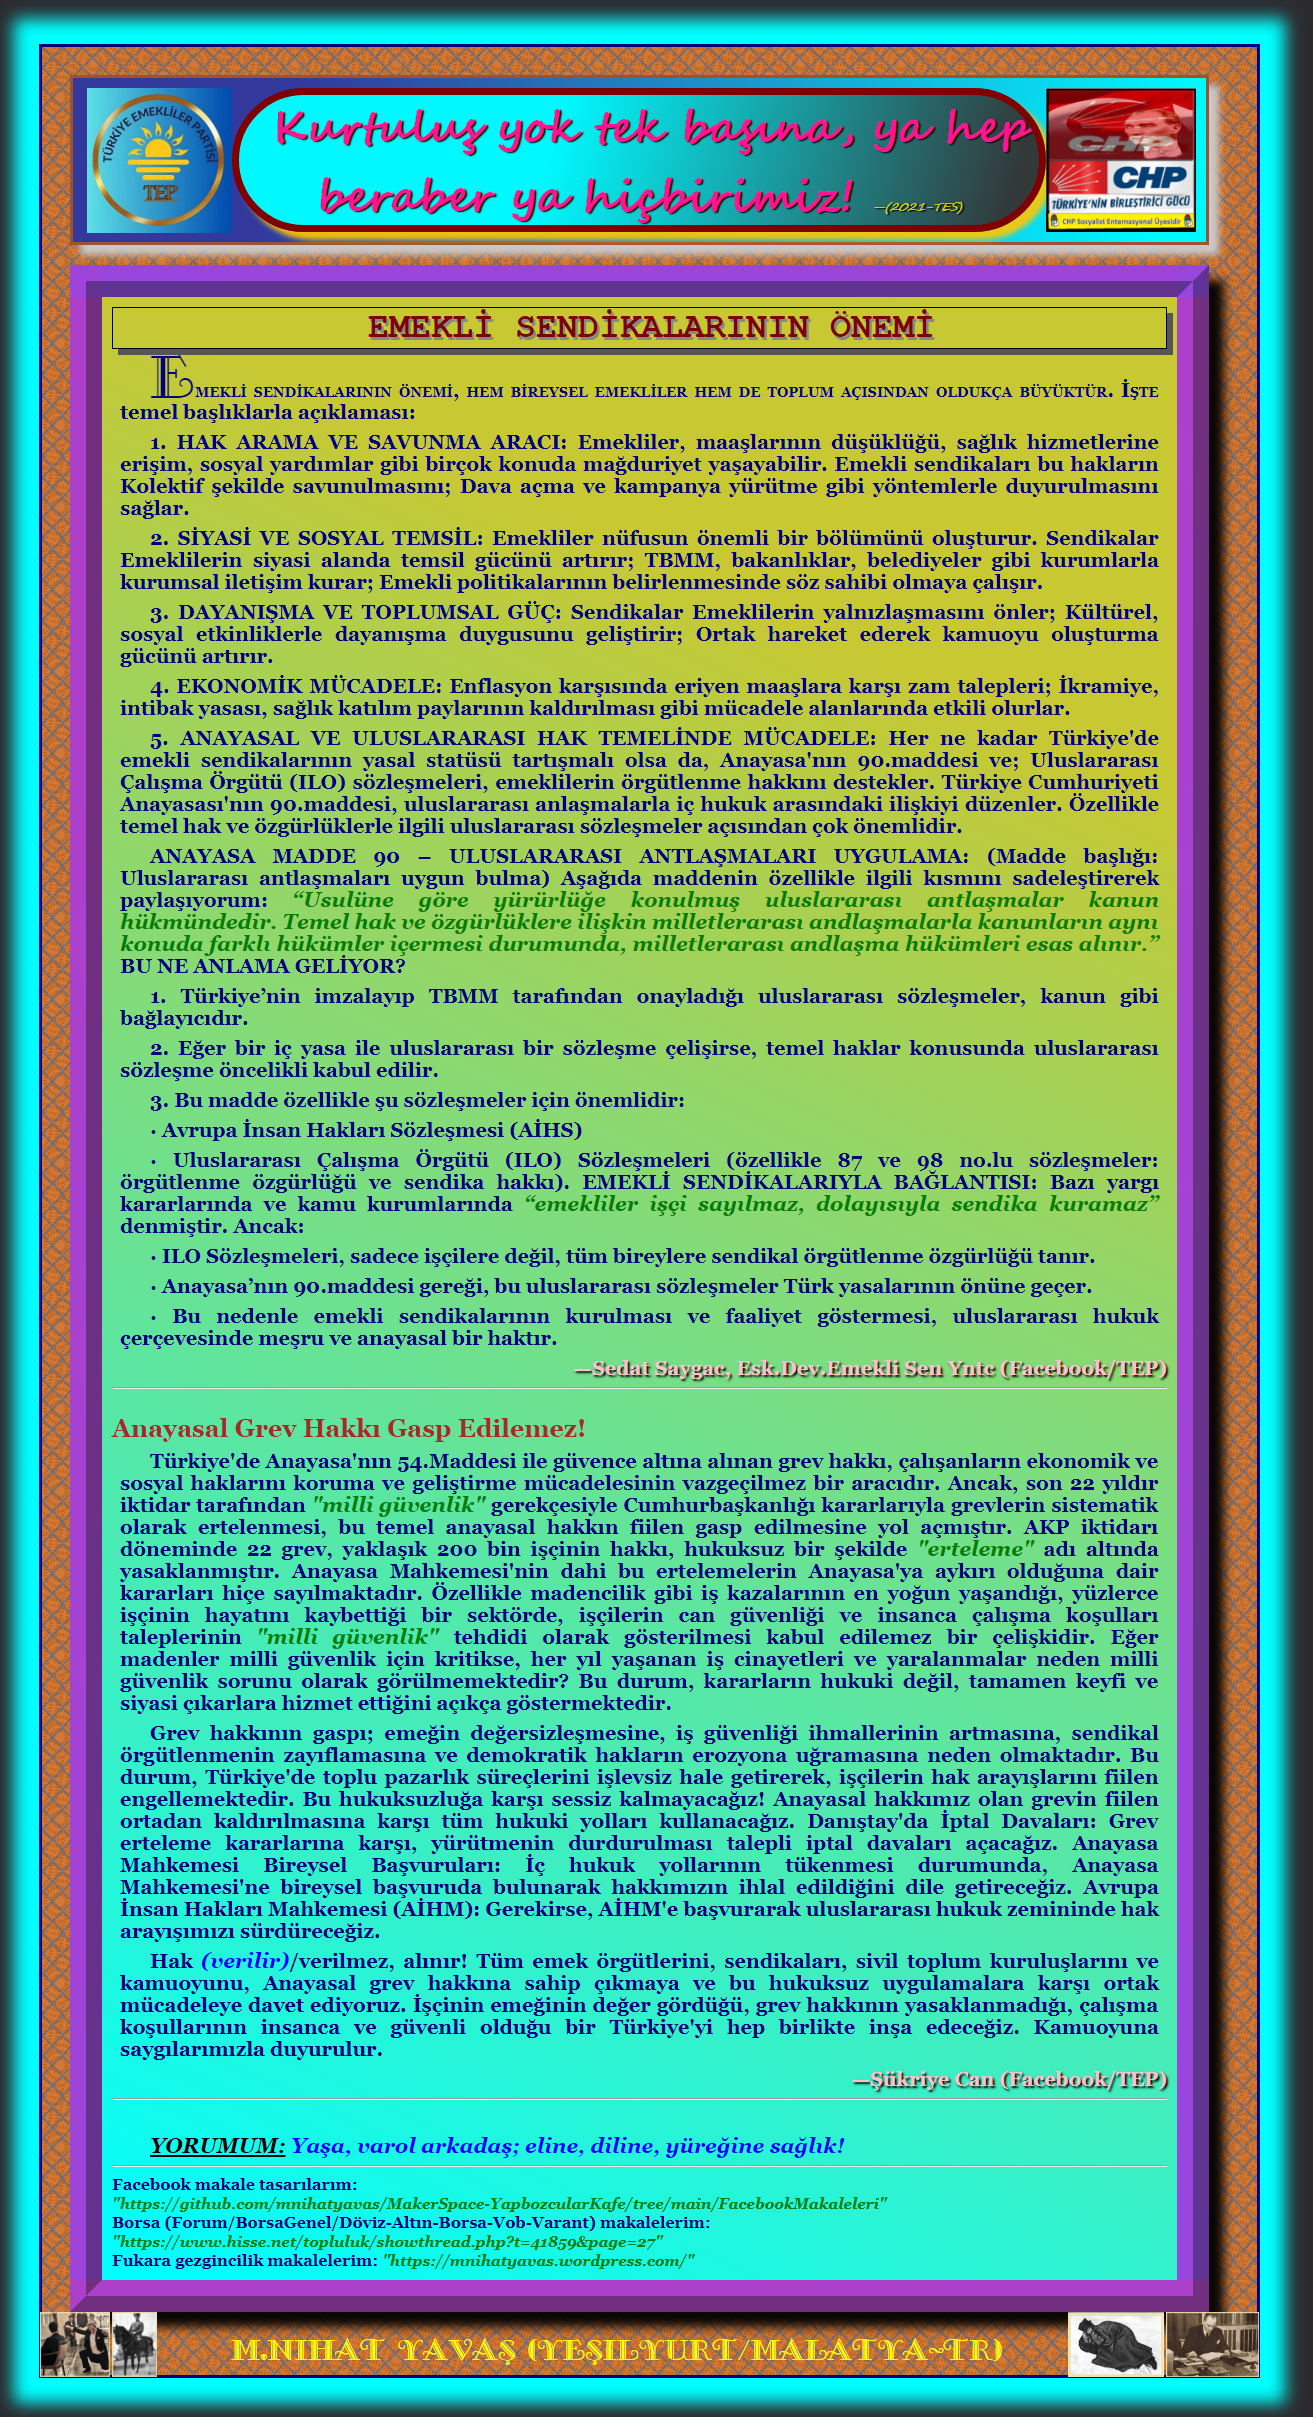 TÜRKİYE EMEKLİLER PARTİSİ
TEP
Kurtuluş yok tek başına, ya hep
beraber ya hiçbirimiz! —(2021-TES)
CHP
CHP
TÜRKİYE'NİN BİRLEŞTİRİCİ GÜCÜ
CHP Sosyalist Enternasyonal Üyesidir
EMEKLİ SENDİKALARININ ÖNEMİ
Emekli sendikalarının önemi, hem bireysel emekliler hem de toplum açısından oldukça büyüktür. İşte
temel başlıklarla açıklaması:
1. HAK ARAMA VE SAVUNMA ARACI: Emekliler, maaşlarının düşüklüğü, sağlık hizmetlerine
erişim, sosyal yardımlar gibi birçok konuda mağduriyet yaşayabilir. Emekli sendikaları bu hakların
Kolektif şekilde savunulmasını; Dava açma ve kampanya yürütme gibi yöntemlerle duyurulmasını
sağlar.
2. SİYASİ VE SOSYAL TEMSİL: Emekliler nüfusun önemli bir bölümünü oluşturur. Sendikalar
Emeklilerin siyasi alanda temsil gücünü artırır; TBMM, bakanlıklar, belediyeler gibi kurumlarla
kurumsal iletişim kurar; Emekli politikalarının belirlenmesinde söz sahibi olmaya çalışır.
3. DAYANIŞMA VE TOPLUMSAL GÜÇ: Sendikalar Emeklilerin yalnızlaşmasını önler; Kültürel,
sosyal etkinliklerle dayanışma duygusunu geliştirir; Ortak hareket ederek kamuoyu oluşturma
gücünü artırır.
4. EKONOMİK MÜCADELE: Enflasyon karşısında eriyen maaşlara karşı zam talepleri; İkramiye,
intibak yasası, sağlık katılım paylarının kaldırılması gibi mücadele alanlarında etkili olurlar.
5. ANAYASAL VE ULUSLARARASI HAK TEMELİNDE MÜCADELE: Her ne kadar Türkiye'de
emekli sendikalarının yasal statüsü tartışmalı olsa da, Anayasa'nın 90.maddesi ve; Uluslararası
Çalışma Örgütü (ILO) sözleşmeleri, emeklilerin örgütlenme hakkını destekler. Türkiye Cumhuriyeti
Anayasası'nın 90.maddesi, uluslararası anlaşmalarla iç hukuk arasındaki ilişkiyi düzenler. Özellikle
temel hak ve özgürlüklerle ilgili uluslararası sözleşmeler açısından çok önemlidir.
ANAYASA MADDE 90 – ULUSLARARASI ANTLAŞMALARI UYGULAMA: (Madde başlığı:
Uluslararası antlaşmaları uygun bulma) Aşağıda maddenin özellikle ilgili kısmını sadeleştirerek
paylaşıyorum: “Usulüne göre yürürlüğe konulmuş uluslararası antlaşmalar kanun
hükmündedir. Temel hak ve özgürlüklere ilişkin milletlerarası andlaşmalarla kanunların aynı
konuda farklı hükümler içermesi durumunda, milletlerarası andlaşma hükümleri esas alınır.”
BU NE ANLAMA GELİYOR?
1. Türkiye’nin imzalayıp TBMM tarafından onayladığı uluslararası sözleşmeler, kanun gibi
bağlayıcıdır.
2. Eğer bir iç yasa ile uluslararası bir sözleşme çelişirse, temel haklar konusunda uluslararası
sözleşme öncelikli kabul edilir.
3. Bu madde özellikle şu sözleşmeler için önemlidir:
• Avrupa İnsan Hakları Sözleşmesi (AİHS)
• Uluslararası Çalışma Örgütü (ILO) Sözleşmeleri (özellikle 87 ve 98 no.lu sözleşmeler:
örgütlenme özgürlüğü ve sendika hakkı). EMEKLİ SENDİKALARIYLA BAĞLANTISI: Bazı yargı
kararlarında ve kamu kurumlarında “emekliler işçi sayılmaz, dolayısıyla sendika kuramaz”
denmiştir. Ancak:
• ILO Sözleşmeleri, sadece işçilere değil, tüm bireylere sendikal örgütlenme özgürlüğü tanır.
• Anayasa’nın 90.maddesi gereği, bu uluslararası sözleşmeler Türk yasalarının önüne geçer.
• Bu nedenle emekli sendikalarının kurulması ve faaliyet göstermesi, uluslararası hukuk
çerçevesinde meşru ve anayasal bir haktır.
—Sedat Saygac, Esk.Dev.Emekli Sen Yntc (Facebook/TEP)
Anayasal Grev Hakkı Gasp Edilemez!
Türkiye'de Anayasa'nın 54.Maddesi ile güvence altına alınan grev hakkı, çalışanların ekonomik ve
sosyal haklarını koruma ve geliştirme mücadelesinin vazgeçilmez bir aracıdır. Ancak, son 22 yıldır
iktidar tarafından "milli güvenlik" gerekçesiyle Cumhurbaşkanlığı kararlarıyla grevlerin sistematik
olarak ertelenmesi, bu temel anayasal hakkın fiilen gasp edilmesine yol açmıştır. AKP iktidarı
döneminde 22 grev, yaklaşık 200 bin işçinin hakkı, hukuksuz bir şekilde "erteleme" adı altında
yasaklanmıştır. Anayasa Mahkemesi'nin dahi bu ertelemelerin Anayasa'ya aykırı olduğuna dair
kararları hiçe sayılmaktadır. Özellikle madencilik gibi iş kazalarının en yoğun yaşandığı, yüzlerce
işçinin hayatını kaybettiği bir sektörde, işçilerin can güvenliği ve insanca çalışma koşulları
taleplerinin "milli güvenlik" tehdidi olarak gösterilmesi kabul edilemez bir çelişkidir. Eğer
madenler milli güvenlik için kritikse, her yıl yaşanan iş cinayetleri ve yaralanmalar neden milli
güvenlik sorunu olarak görülmemektedir? Bu durum, kararların hukuki değil, tamamen keyfi ve
siyasi çıkarlara hizmet ettiğini açıkça göstermektedir.
Grev hakkının gaspı; emeğin değersizleşmesine, iş güvenliği ihmallerinin artmasına, sendikal
örgütlenmenin zayıflamasına ve demokratik hakların erozyona uğramasına neden olmaktadır. Bu
durum, Türkiye'de toplu pazarlık süreçlerini işlevsiz hale getirerek, işçilerin hak arayışlarını fiilen
engellemektedir. Bu hukuksuzluğa karşı sessiz kalmayacağız! Anayasal hakkımız olan grevin fiilen
ortadan kaldırılmasına karşı tüm hukuki yolları kullanacağız. Danıştay'da İptal Davaları: Grev
erteleme kararlarına karşı, yürütmenin durdurulması talepli iptal davaları açacağız. Anayasa
Mahkemesi Bireysel Başvuruları: İç hukuk yollarının tükenmesi durumunda, Anayasa
Mahkemesi'ne bireysel başvuruda bulunarak hakkımızın ihlal edildiğini dile getireceğiz. Avrupa
İnsan Hakları Mahkemesi (AİHM): Gerekirse, AİHM'e başvurarak uluslararası hukuk zemininde hak
arayışımızı sürdüreceğiz.
Hak (verilir)/verilmez, alınır! Tüm emek örgütlerini, sendikaları, sivil toplum kuruluşlarını ve
kamuoyunu, Anayasal grev hakkına sahip çıkmaya ve bu hukuksuz uygulamalara karşı ortak
mücadeleye davet ediyoruz. İşçinin emeğinin değer gördüğü, grev hakkının yasaklanmadığı, çalışma
koşullarının insanca ve güvenli olduğu bir Türkiye'yi hep birlikte inşa edeceğiz. Kamuoyuna
saygılarımızla duyurulur.
—Şükriye Can (Facebook/TEP)
YORUMUM: Yaşa, varol arkadaş; eline, diline, yüreğine sağlık!
Facebook makale tasarılarım:
"https://github.com/mnihatyavas/MakerSpace-YapbozcularKafe/tree/main/FacebookMakaleleri"
Borsa (Forum/BorsaGenel/Döviz-Altın-Borsa-Vob-Varant) makalelerim:
"https://www.hisse.net/topluluk/showthread.php?t=41859&page=27"
Fukara gezgincilik makalelerim: "https://mnihatyavas.wordpress.com/"
M.NIHAT YAVAŞ (YEŞILYURT/MALATYA~TR)